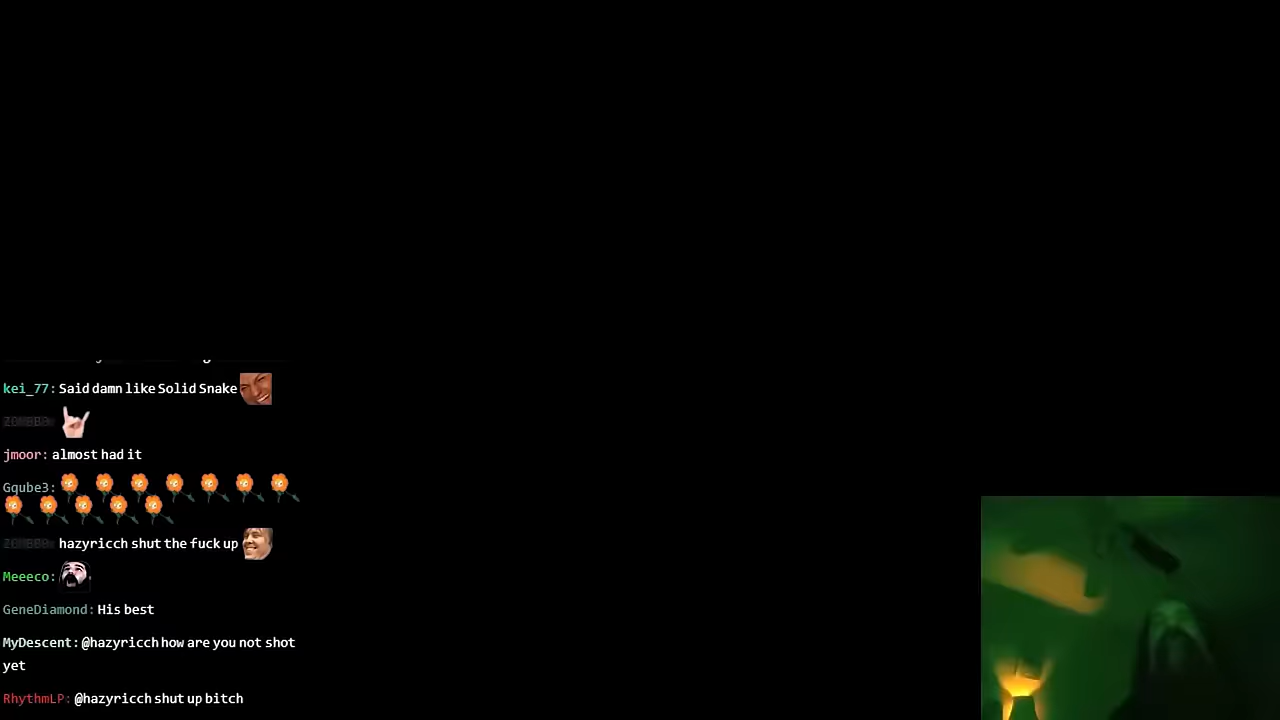 kei_77: Said damn like Solid Snake
jmoor: almost had it
Gqube3:
hazyricch shut the fuck up
Meeeco:
GeneDiamond: His best
MyDescent: @hazyricch how are you not shot
yet
RhythmLP: @hazyricch shut up bitch